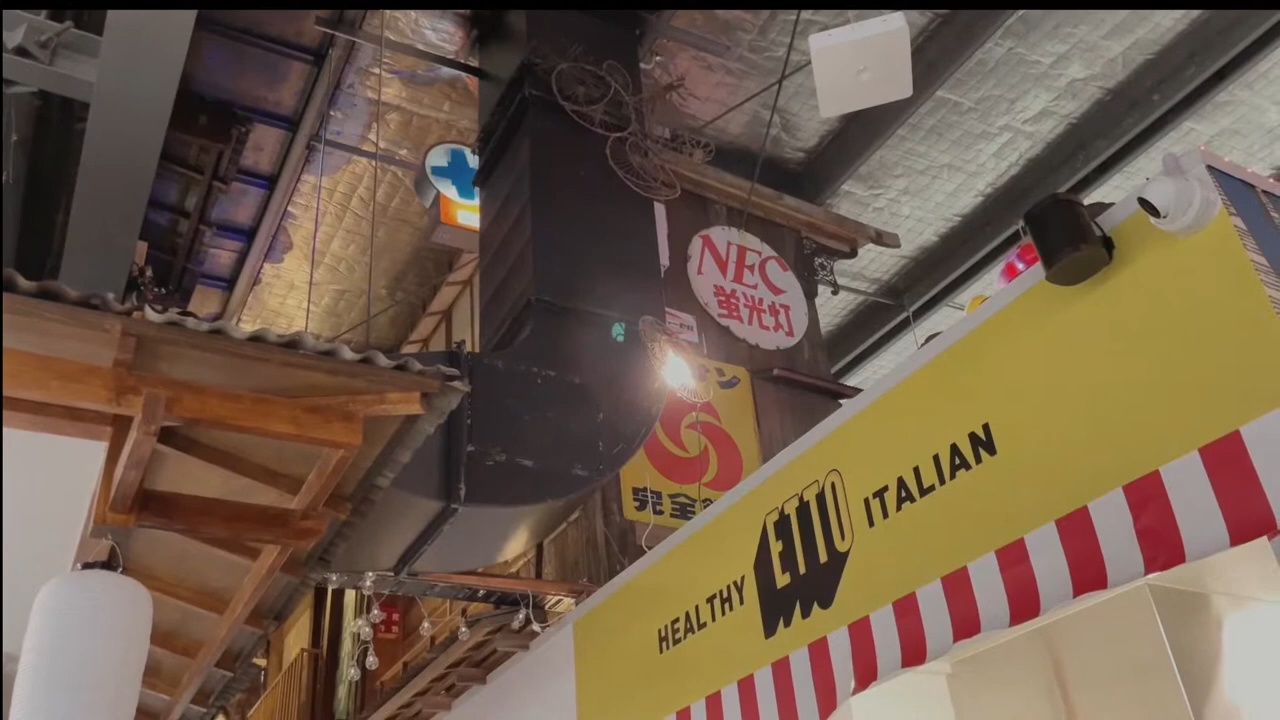 NEC
蛍光灯
完全
HEALTHY ETTO ITALIAN